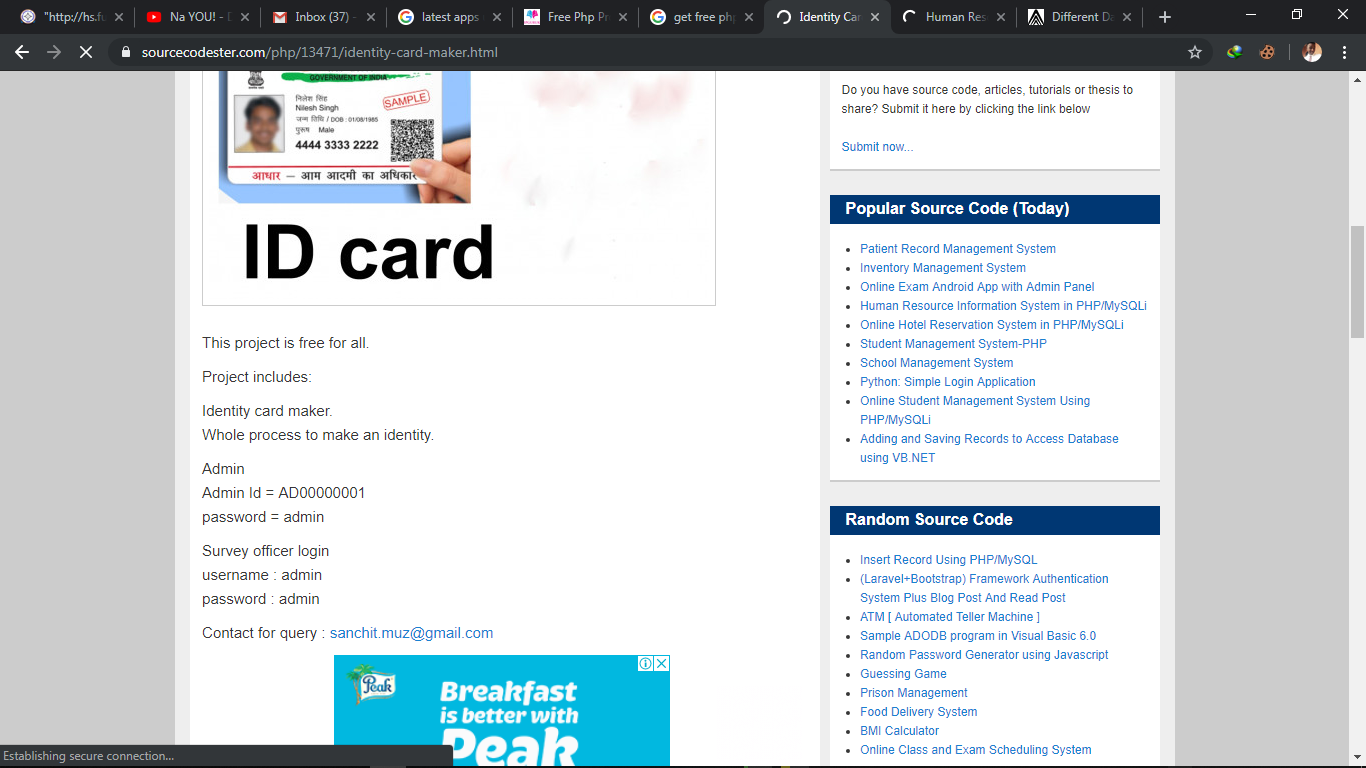 "http://hs.fu
Na YOU! - D
Inbox (37) -
latest apps
Free Php Pr
get free php
Identity Car
Human Res
Different Da
sourcecodester.com/php/13471/identity-card-maker.html
GOVERNMENT OF INDIA
निलेश सिंह
Nilesh Singh
SAMPLE
जन्म तिथि / DOB : 01/08/1985
पुरूष Male
4444 3333 2222
आधार – आम आदमी का अधिकार
ID card
This project is free for all.
Project includes:
Identity card maker.
Whole process to make an identity.
Admin
Admin Id = AD00000001
password = admin
Survey officer login
username : admin
password : admin
Contact for query : sanchit.muz@gmail.com
Peak
Breakfast
is better with
Peak
Establishing secure connection...
Do you have source code, articles, tutorials or thesis to
share? Submit it here by clicking the link below
Submit now...
Popular Source Code (Today)
Patient Record Management System
Inventory Management System
Online Exam Android App with Admin Panel
Human Resource Information System in PHP/MySQLi
Online Hotel Reservation System in PHP/MySQLi
Student Management System-PHP
School Management System
Python: Simple Login Application
Online Student Management System Using
PHP/MySQLi
Adding and Saving Records to Access Database
using VB.NET
Random Source Code
Insert Record Using PHP/MySQL
(Laravel+Bootstrap) Framework Authentication
System Plus Blog Post And Read Post
ATM [ Automated Teller Machine ]
Sample ADODB program in Visual Basic 6.0
Random Password Generator using Javascript
Guessing Game
Prison Management
Food Delivery System
BMI Calculator
Online Class and Exam Scheduling System